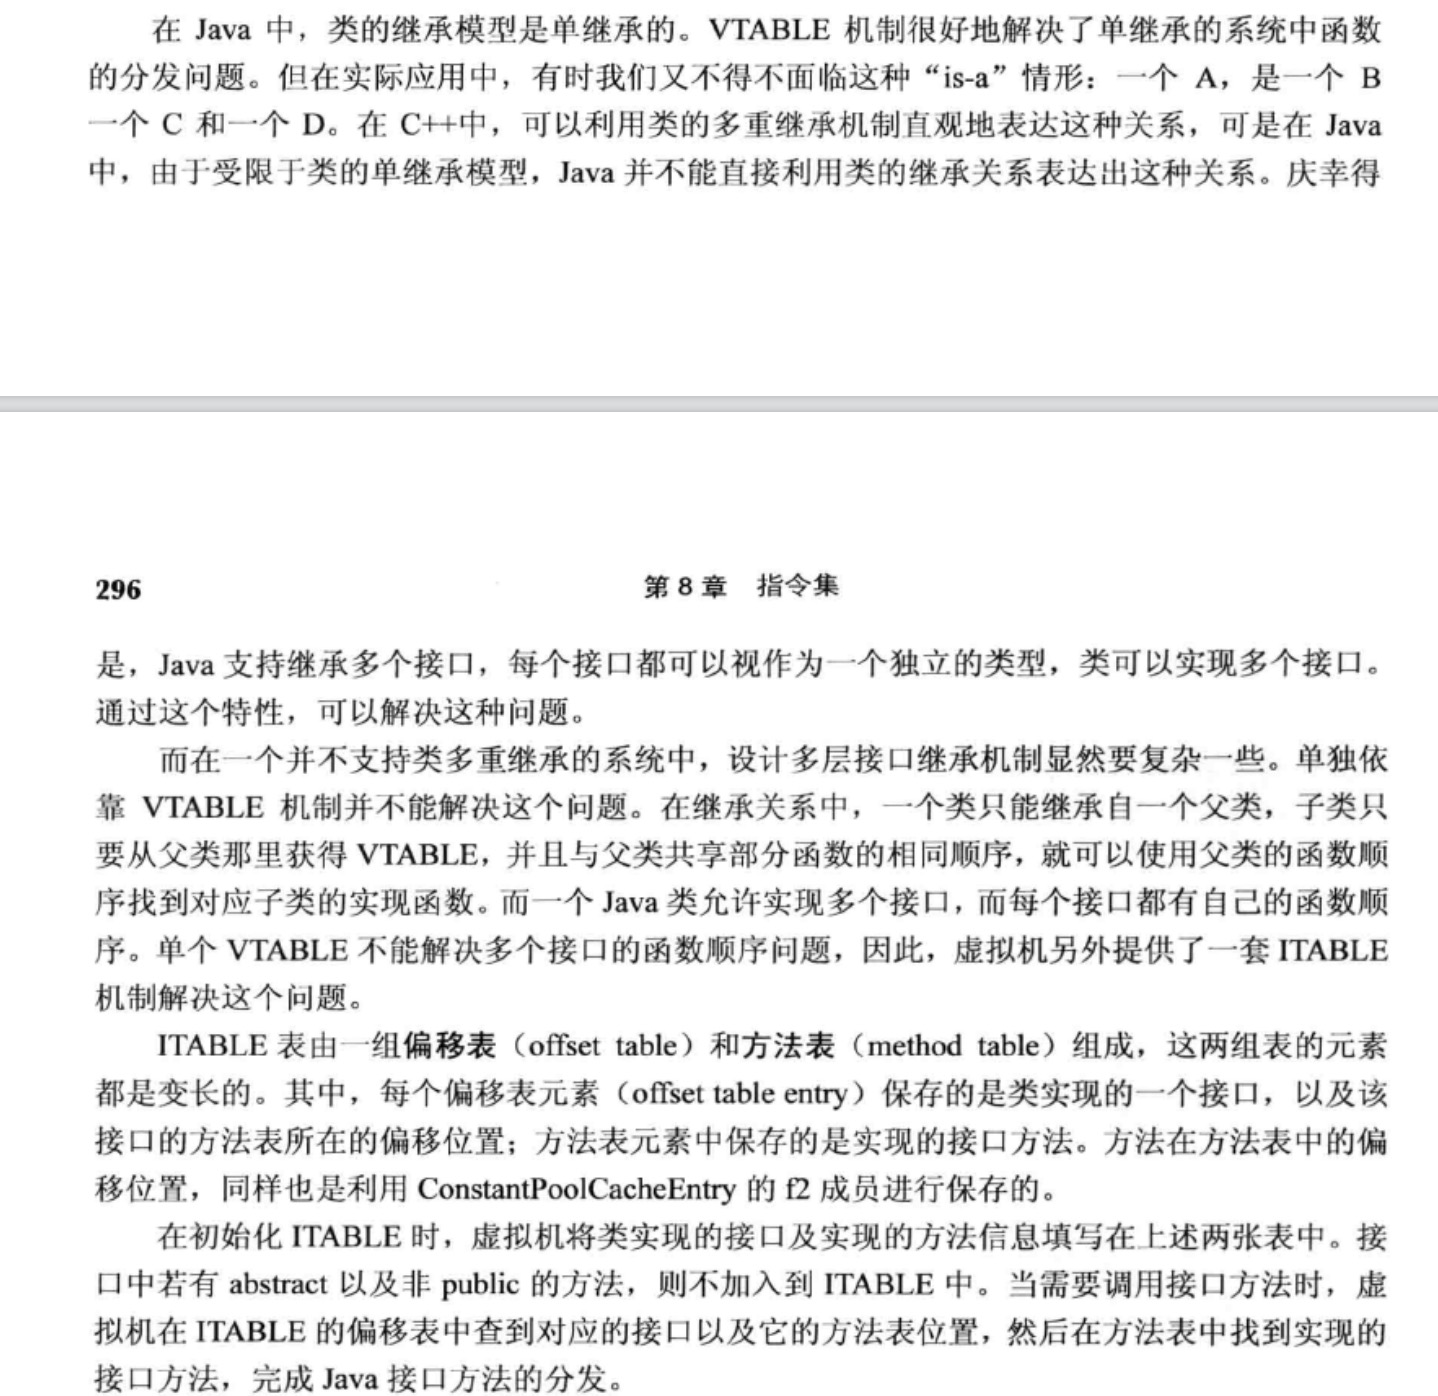 在 Java 中，类的继承模型是单继承的。VTABLE 机制很好地解决了单继承的系统中函数
的分发问题。但在实际应用中，有时我们又不得不面临这种“is-a”情形：一个 A，是一个 B
一个 C 和一个 D。在 C++中，可以利用类的多重继承机制直观地表达这种关系，可是在 Java
中，由于受限于类的单继承模型，Java 并不能直接利用类的继承关系表达出这种关系。庆幸得
296
第 8 章 指令集
是，Java 支持继承多个接口，每个接口都可以视作为一个独立的类型，类可以实现多个接口。
通过这个特性，可以解决这种问题。
而在一个并不支持类多重继承的系统中，设计多层接口继承机制显然要复杂一些。单独依
靠 VTABLE 机制并不能解决这个问题。在继承关系中，一个类只能继承自一个父类，子类只
要从父类那里获得 VTABLE，并且与父类共享部分函数的相同顺序，就可以使用父类的函数顺
序找到对应子类的实现函数。而一个 Java 类允许实现多个接口，而每个接口都有自己的函数顺
序。单个 VTABLE 不能解决多个接口的函数顺序问题，因此，虚拟机另外提供了一套 ITABLE
机制解决这个问题。
ITABLE 表由一组偏移表（offset table）和方法表（method table）组成，这两组表的元素
都是变长的。其中，每个偏移表元素（offset table entry）保存的是类实现的一个接口，以及该
接口的方法表所在的偏移位置；方法表元素中保存的是实现的接口方法。方法在方法表中的偏
移位置，同样也是利用 ConstantPoolCacheEntry 的 f2 成员进行保存的。
在初始化 ITABLE 时，虚拟机将类实现的接口及实现的方法信息填写在上述两张表中。接
口中若有 abstract 以及非 public 的方法，则不加入到 ITABLE 中。当需要调用接口方法时，虚
拟机在 ITABLE 的偏移表中查到对应的接口以及它的方法表位置，然后在方法表中找到实现的
接口方法，完成 Java 接口方法的分发。